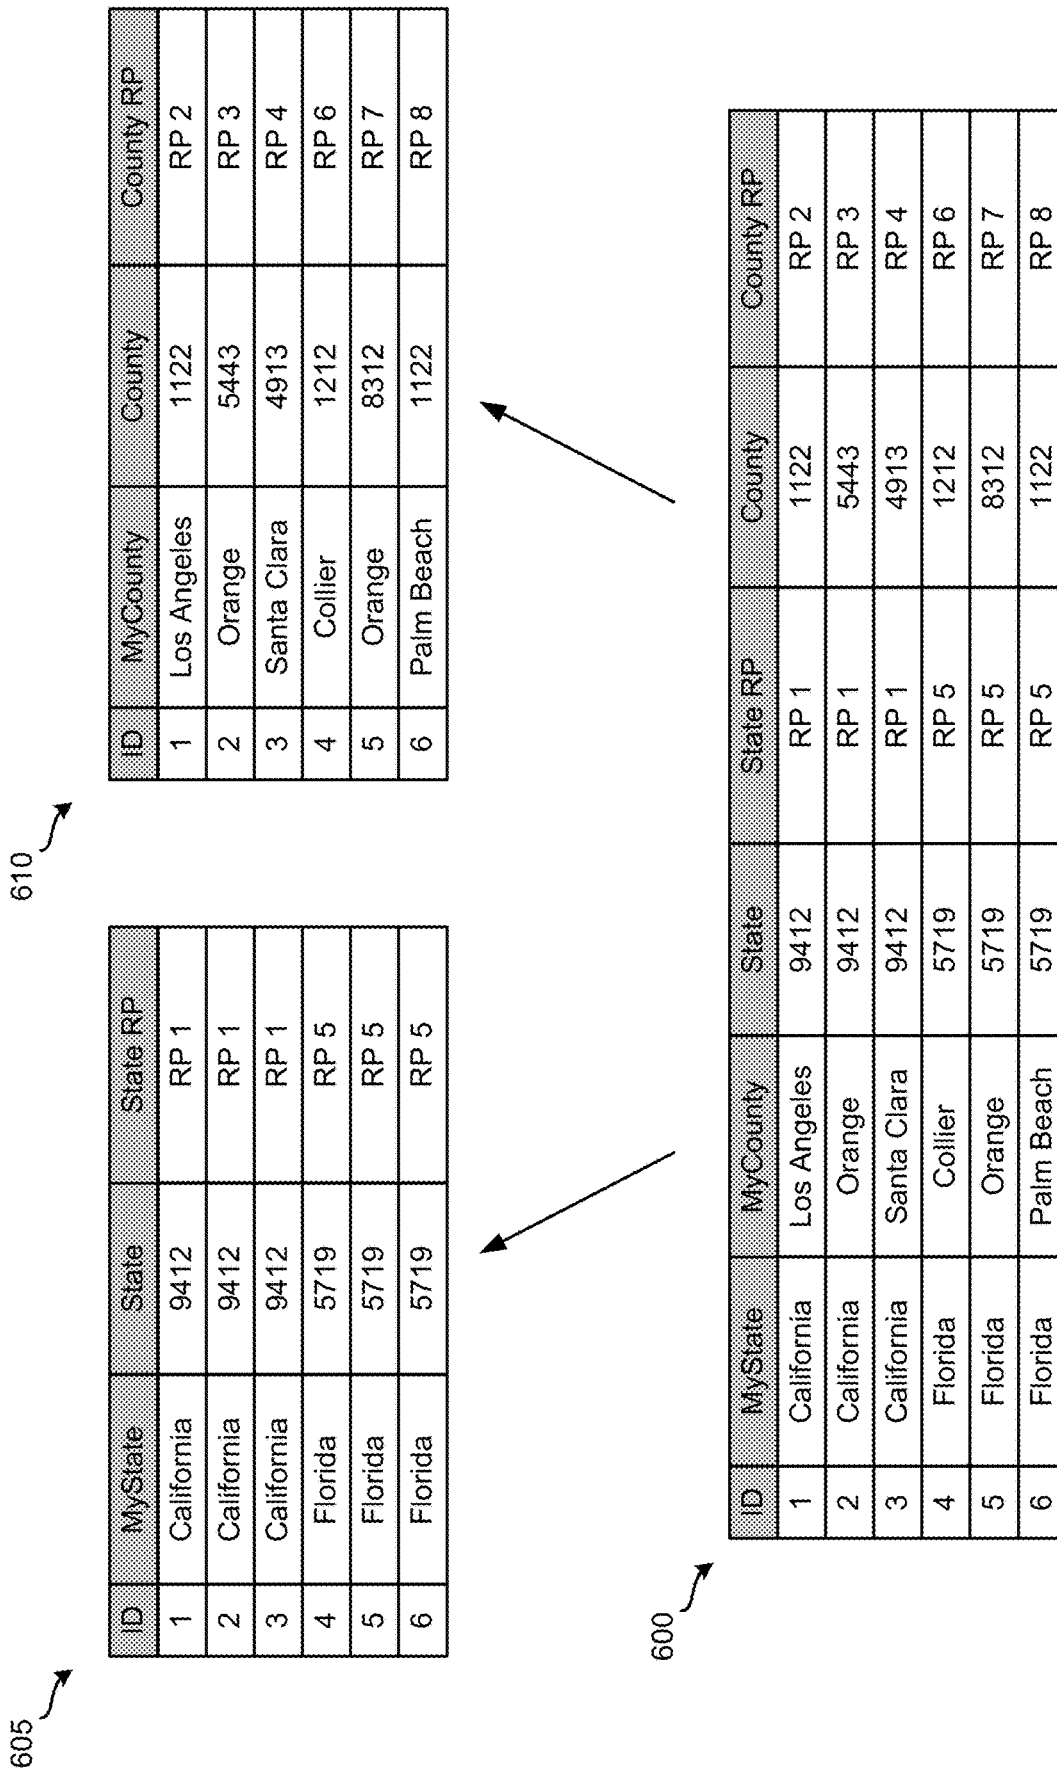 605
ID MyState State State RP
1 California 9412 RP 1
2 California 9412 RP 1
3 California 9412 RP 1
4 Florida 5719 RP 5
5 Florida 5719 RP 5
6 Florida 5719 RP 5
610
ID MyCounty County County RP
1 Los Angeles 1122 RP 2
2 Orange 5443 RP 3
3 Santa Clara 4913 RP 4
4 Collier 1212 RP 6
5 Orange 8312 RP 7
6 Palm Beach 1122 RP 8
600
ID MyState MyCounty State State RP County County RP
1 California Los Angeles 9412 RP 1 1122 RP 2
2 California Orange 9412 RP 1 5443 RP 3
3 California Santa Clara 9412 RP 1 4913 RP 4
4 Florida Collier 5719 RP 5 1212 RP 6
5 Florida Orange 5719 RP 5 8312 RP 7
6 Florida Palm Beach 5719 RP 5 1122 RP 8